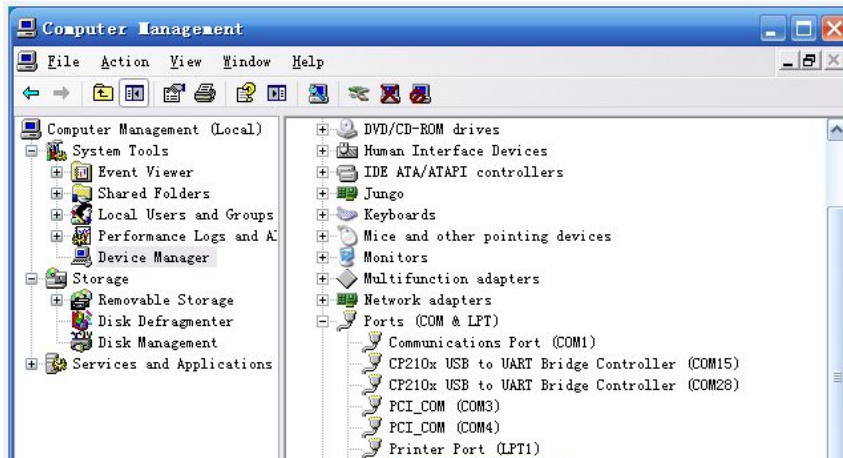 Computer Management
File Action View Window Help
Computer Management (Local)
System Tools
Event Viewer
Shared Folders
Local Users and Groups
Performance Logs and Al
Device Manager
Storage
Removable Storage
Disk Defragmenter
Disk Management
Services and Applications
DVD/CD-ROM drives
Human Interface Devices
IDE ATA/ATAPI controllers
Jungo
Keyboards
Mice and other pointing devices
Monitors
Multifunction adapters
Network adapters
Ports (COM & LPT)
Communications Port (COM1)
CP210x USB to UART Bridge Controller (COM15)
CP210x USB to UART Bridge Controller (COM28)
PCI_COM (COM3)
PCI_COM (COM4)
Printer Port (LPT1)